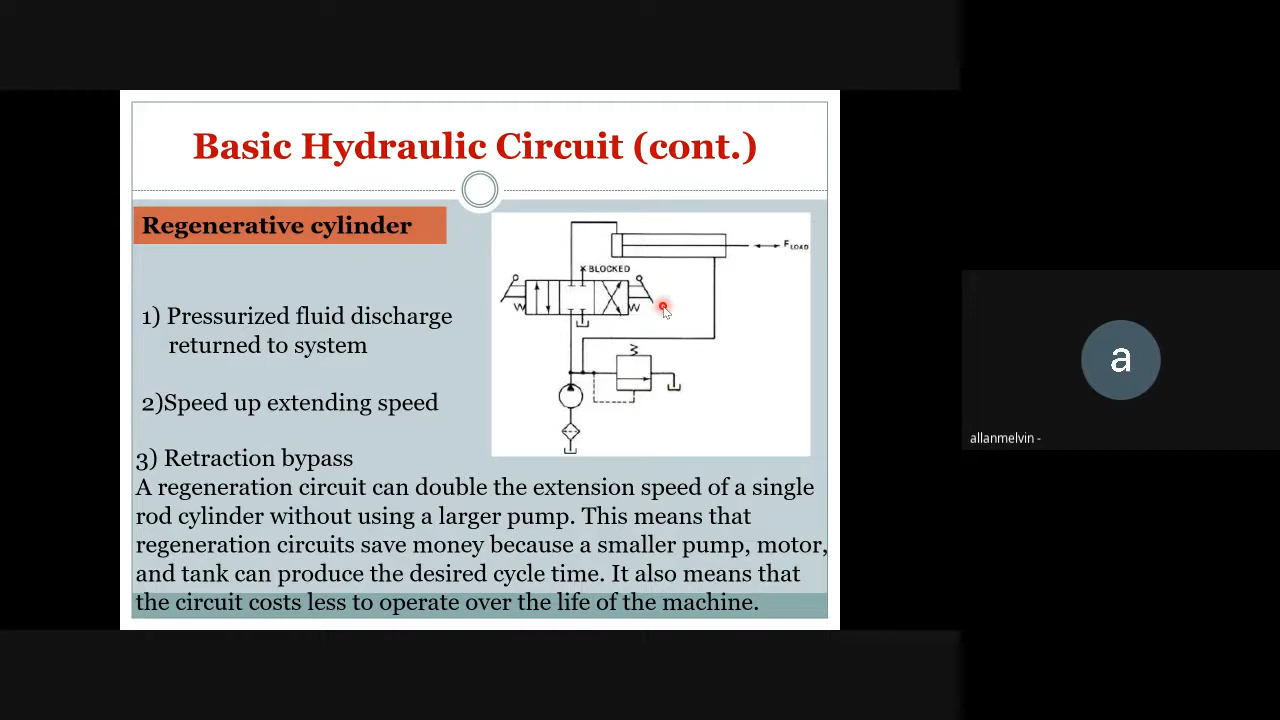 Basic Hydraulic Circuit (cont.)
Regenerative cylinder
1) Pressurized fluid discharge
returned to system
2)Speed up extending speed
3) Retraction bypass
A regeneration circuit can double the extension speed of a single
rod cylinder without using a larger pump. This means that
regeneration circuits save money because a smaller pump, motor,
and tank can produce the desired cycle time. It also means that
the circuit costs less to operate over the life of the machine.
F LOAD
X BLOCKED
a
allanmelvin -